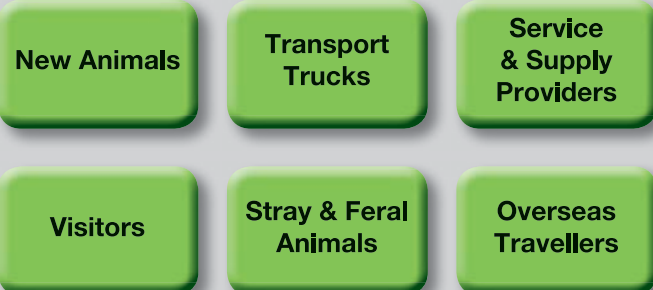 New Animals
Transport
Trucks
Service
& Supply
Providers
Visitors
Stray & Feral
Animals
Overseas
Travellers